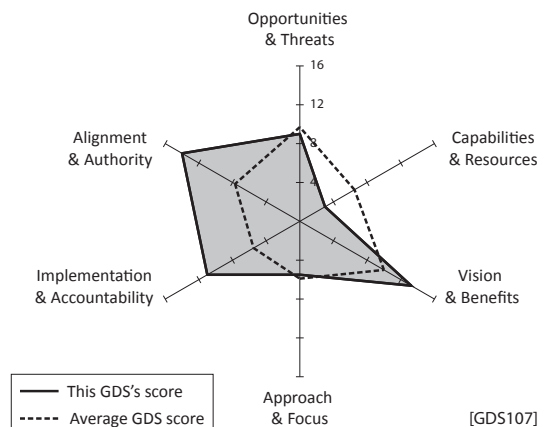 Opportunities
& Threats
16
12
8
4
Alignment
& Authority
Capabilities
& Resources
Implementation
& Accountability
Vision
& Benefits
Approach
& Focus
This GDS's score
Average GDS score
[GDS107]